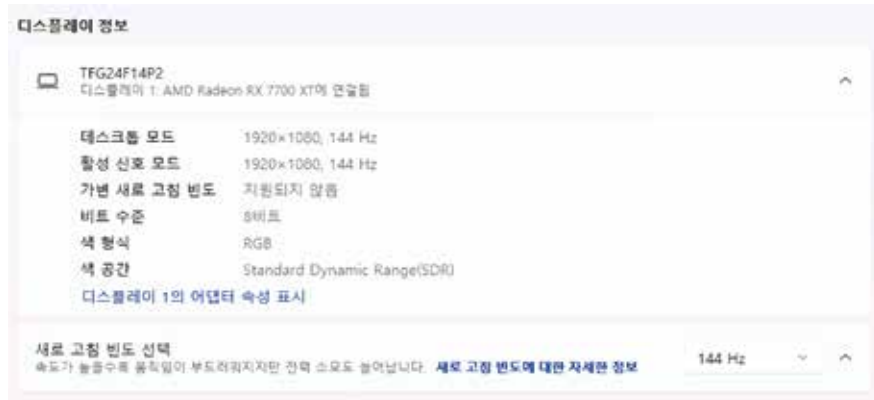 디스플레이 정보
TFG24F14P2
디스플레이 1: AMD Radeon RX 7700 XT에 연결됨
데스크톱 모드 1920×1080, 144 Hz
활성 신호 모드 1920×1080, 144 Hz
가변 새로 고침 빈도 지원되지 않음
비트 수준 8비트
색 형식 RGB
색 공간 Standard Dynamic Range(SDR)
디스플레이 1의 어댑터 속성 표시
새로 고침 빈도 선택 144 Hz
속도가 높을수록 움직임이 부드러워지지만 전력 소모도 늘어납니다. 새로 고침 빈도에 대한 자세한 정보